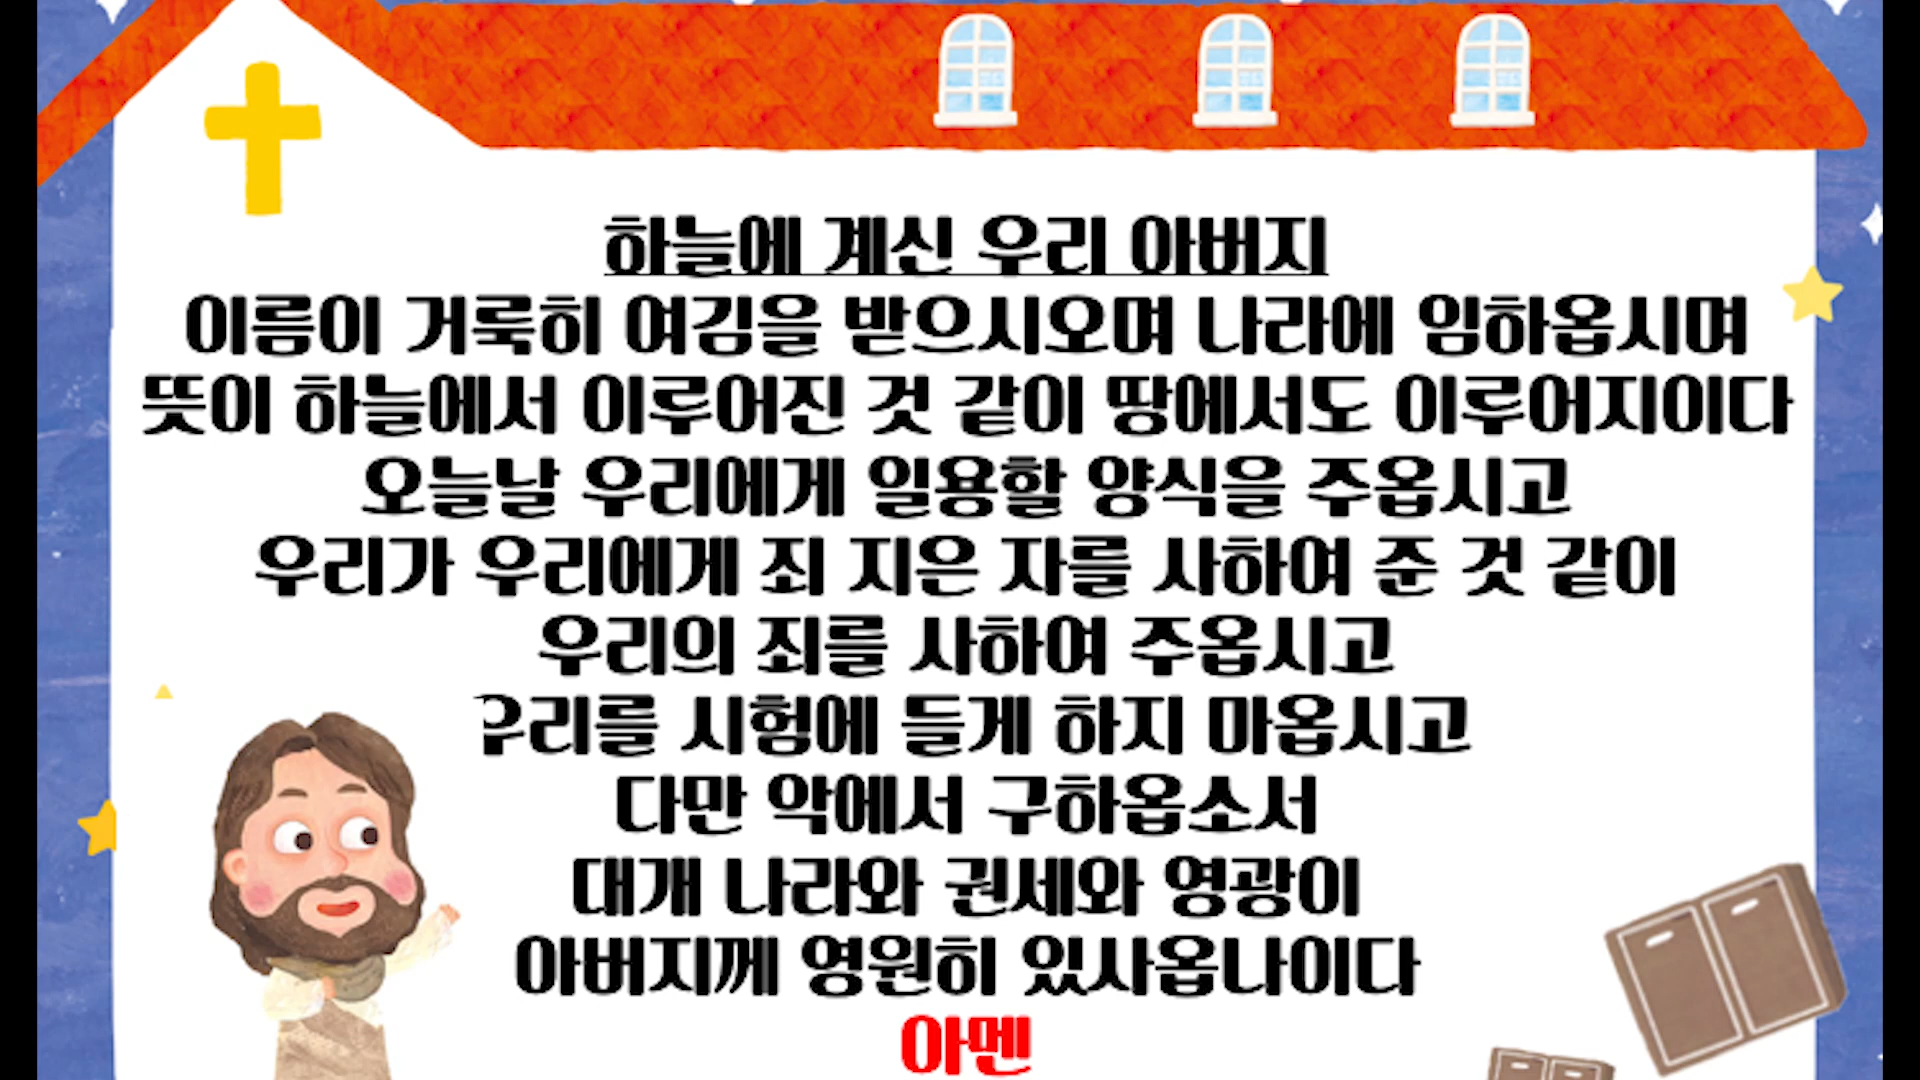 하늘에 계신 우리 아버지
이름이 거룩히 여김을 받으시오며 나라에 임하옵시며
뜻이 하늘에서 이루어진 것 같이 땅에서도 이루어지이다
오늘날 우리에게 일용할 양식을 주옵시고
우리가 우리에게 죄 지은 자를 사하여 준 것 같이
우리의 죄를 사하여 주옵시고
우리를 시험에 들게 하지 마옵시고
다만 악에서 구하옵소서
대개 나라와 권세와 영광이
아버지께 영원히 있사옵나이다
아멘